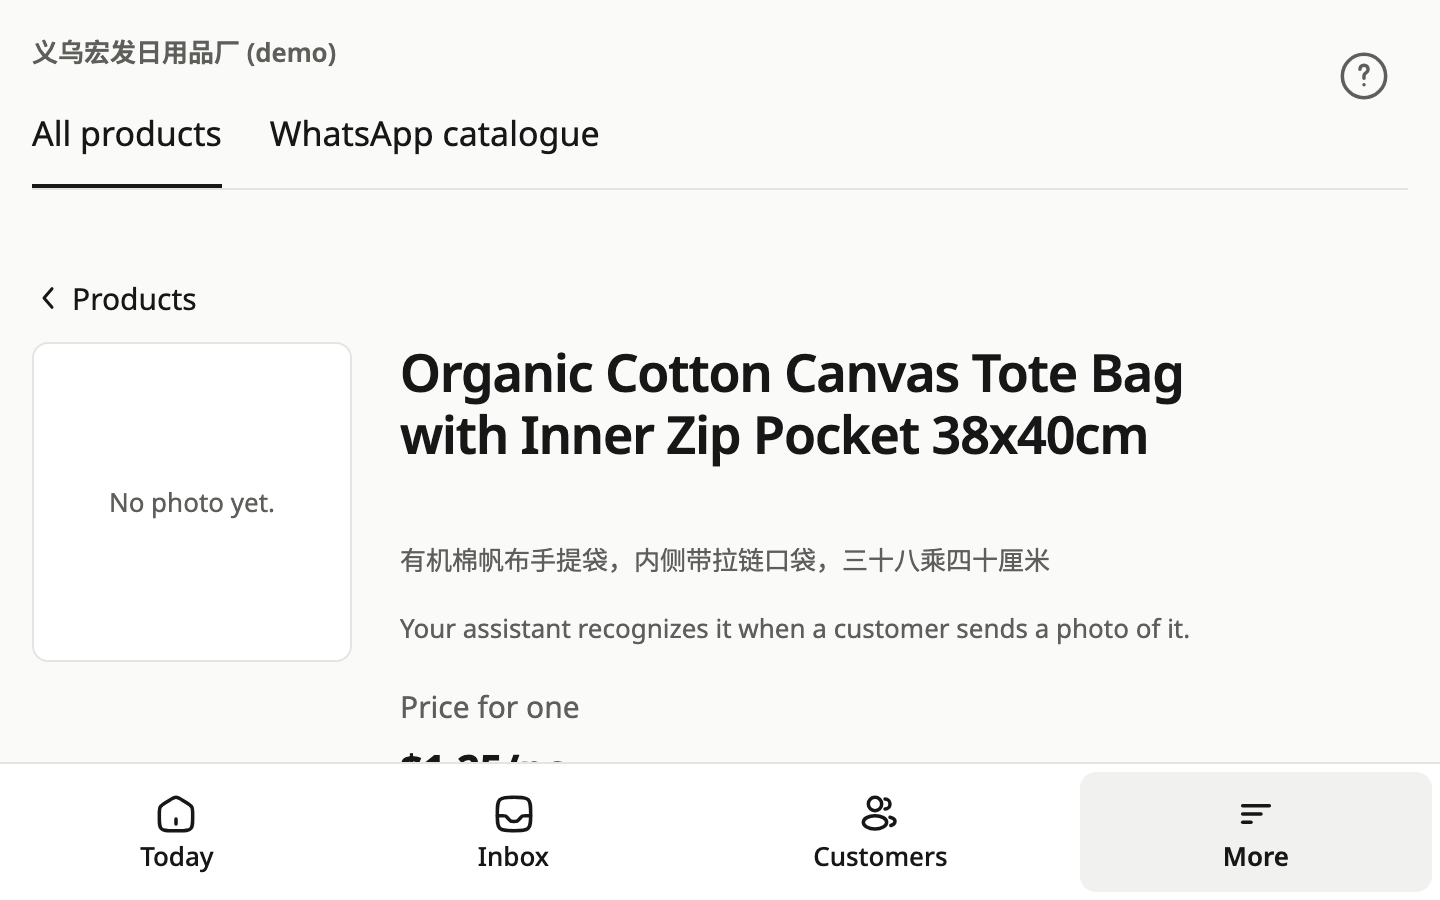 义乌宏发日用品厂 (demo)
All products
WhatsApp catalogue
Products
No photo yet.
Organic Cotton Canvas Tote Bag
with Inner Zip Pocket 38x40cm
有机棉帆布手提袋，内侧带拉链口袋，三十八乘四十厘米
Your assistant recognizes it when a customer sends a photo of it.
Price for one
Today
Inbox
Customers
More